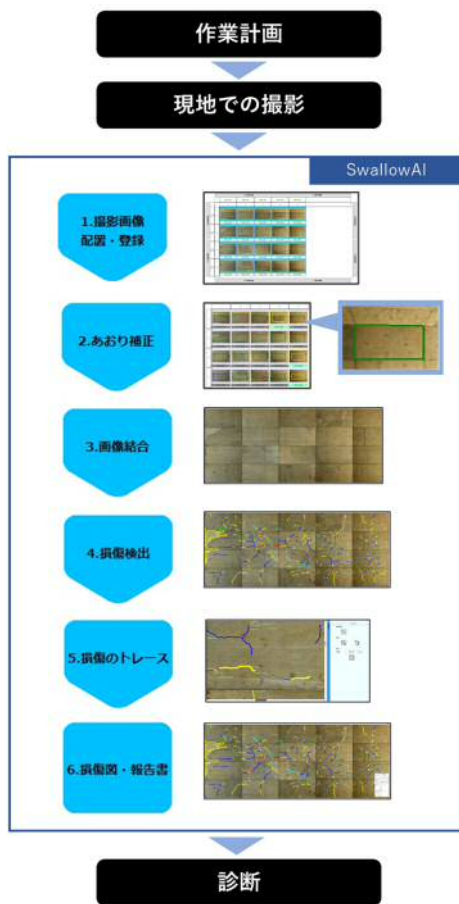 作業計画
現地での撮影
SwallowAI
1.撮影画像
配置・登録
2.あおり補正
3.画像結合
4.損傷検出
5.損傷のトレース
6.損傷図・報告書
診断